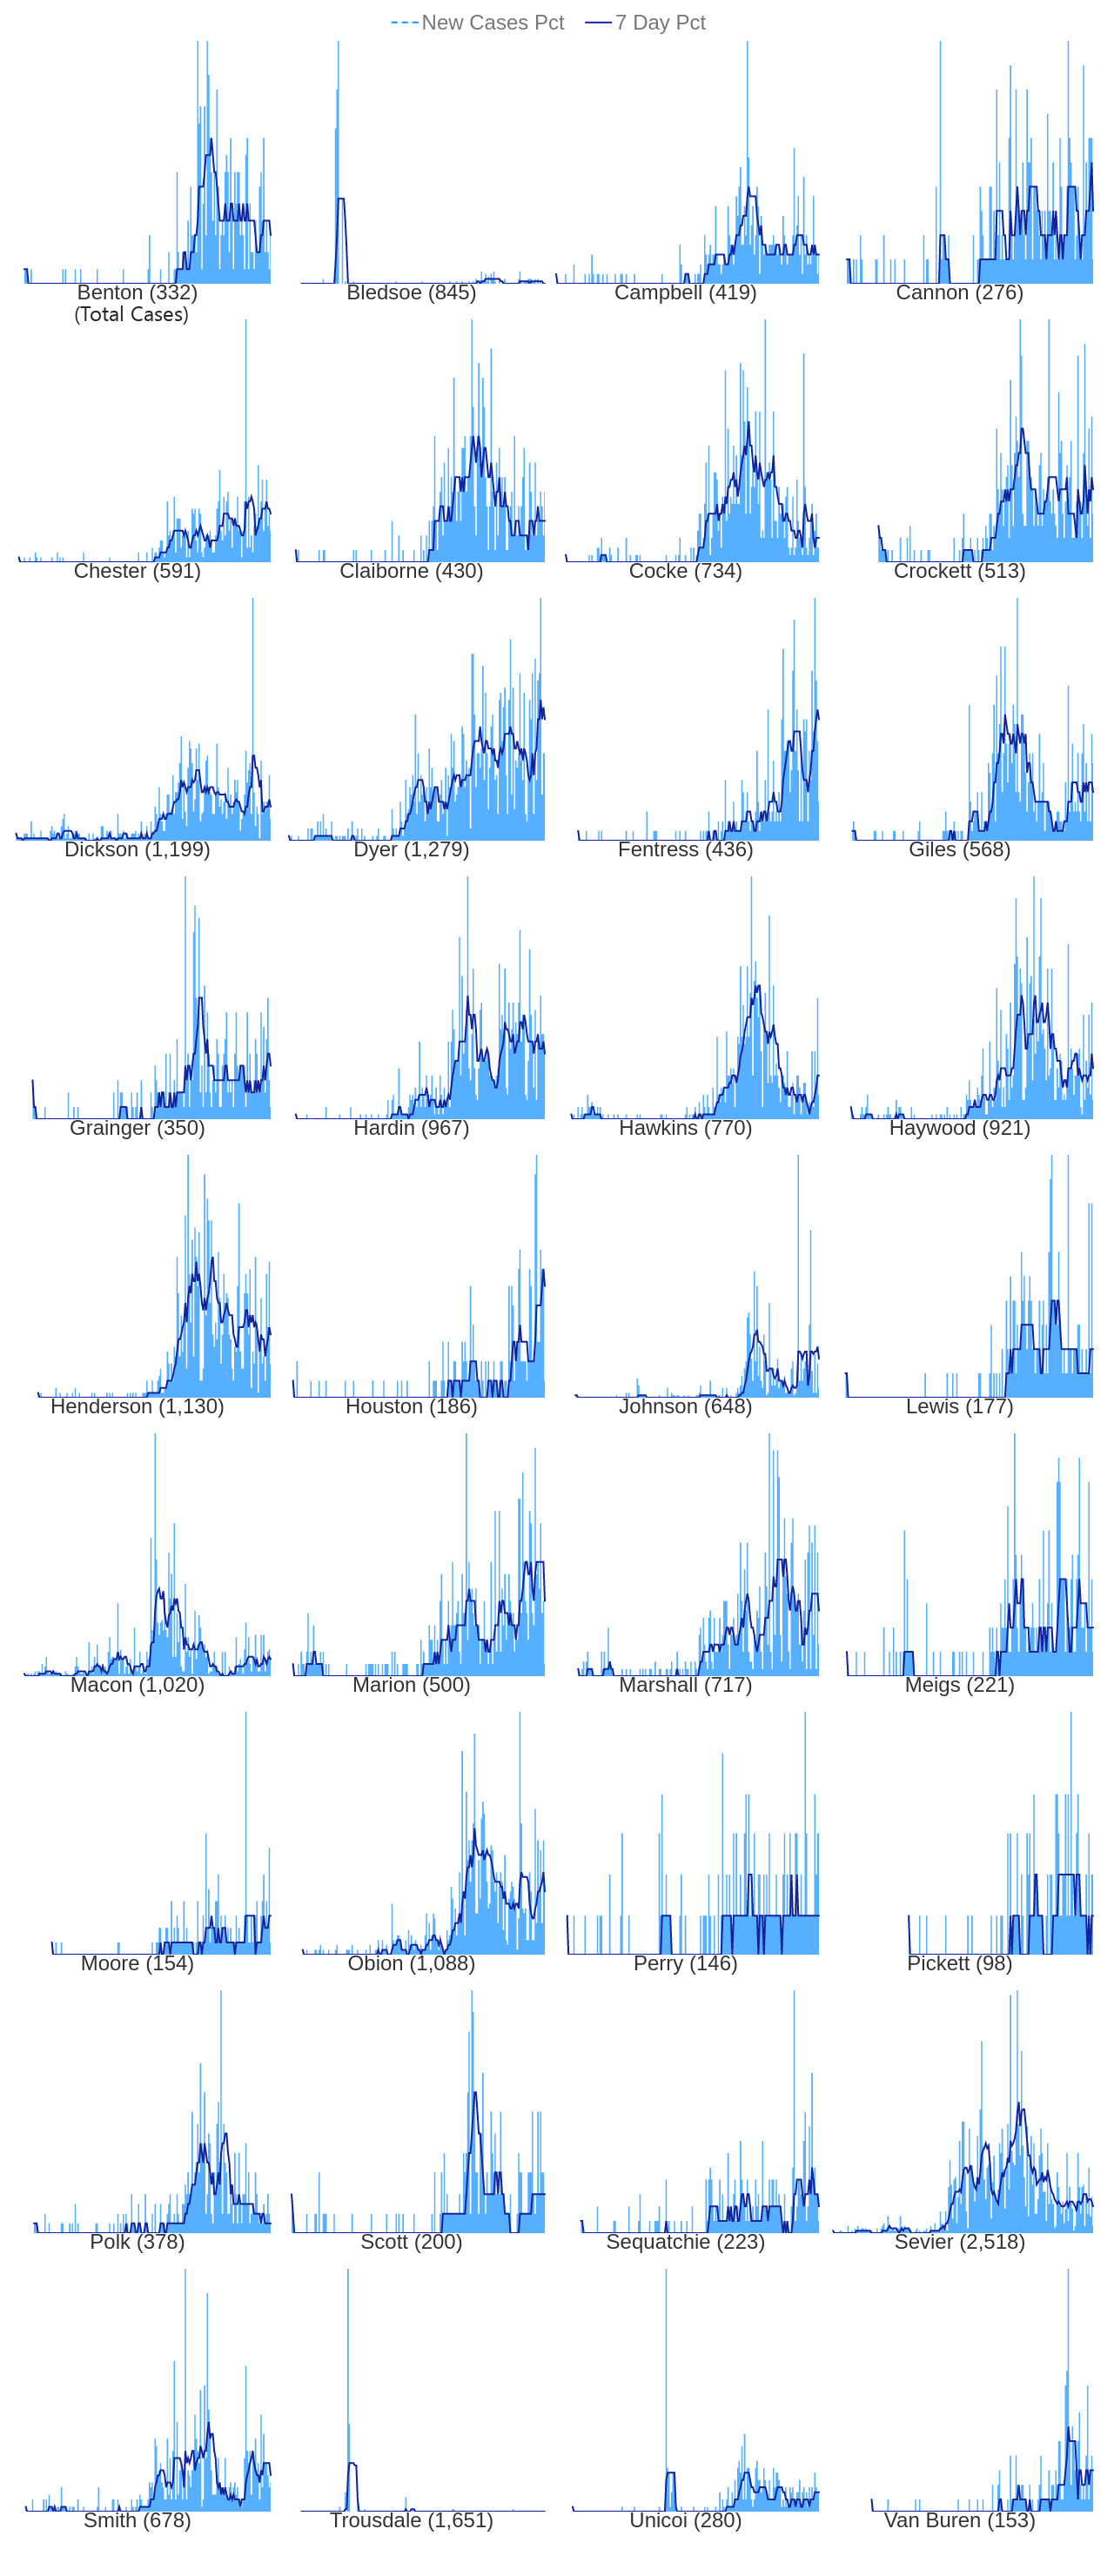 New Cases Pct 7 Day Pct
Benton (332) Bledsoe (845) Campbell (419) Cannon (276)
(Total Cases)
Chester (591) Claiborne (430) Cocke (734) Crockett (513)
Dickson (1,199) Dyer (1,279) Fentress (436) Giles (568)
Grainger (350) Hardin (967) Hawkins (770) Haywood (921)
Henderson (1,130) Houston (186) Johnson (648) Lewis (177)
Macon (1,020) Marion (500) Marshall (717) Meigs (221)
Moore (154) Obion (1,088) Perry (146) Pickett (98)
Polk (378) Scott (200) Sequatchie (223) Sevier (2,518)
Smith (678) Trousdale (1,651) Unicoi (280) Van Buren (153)